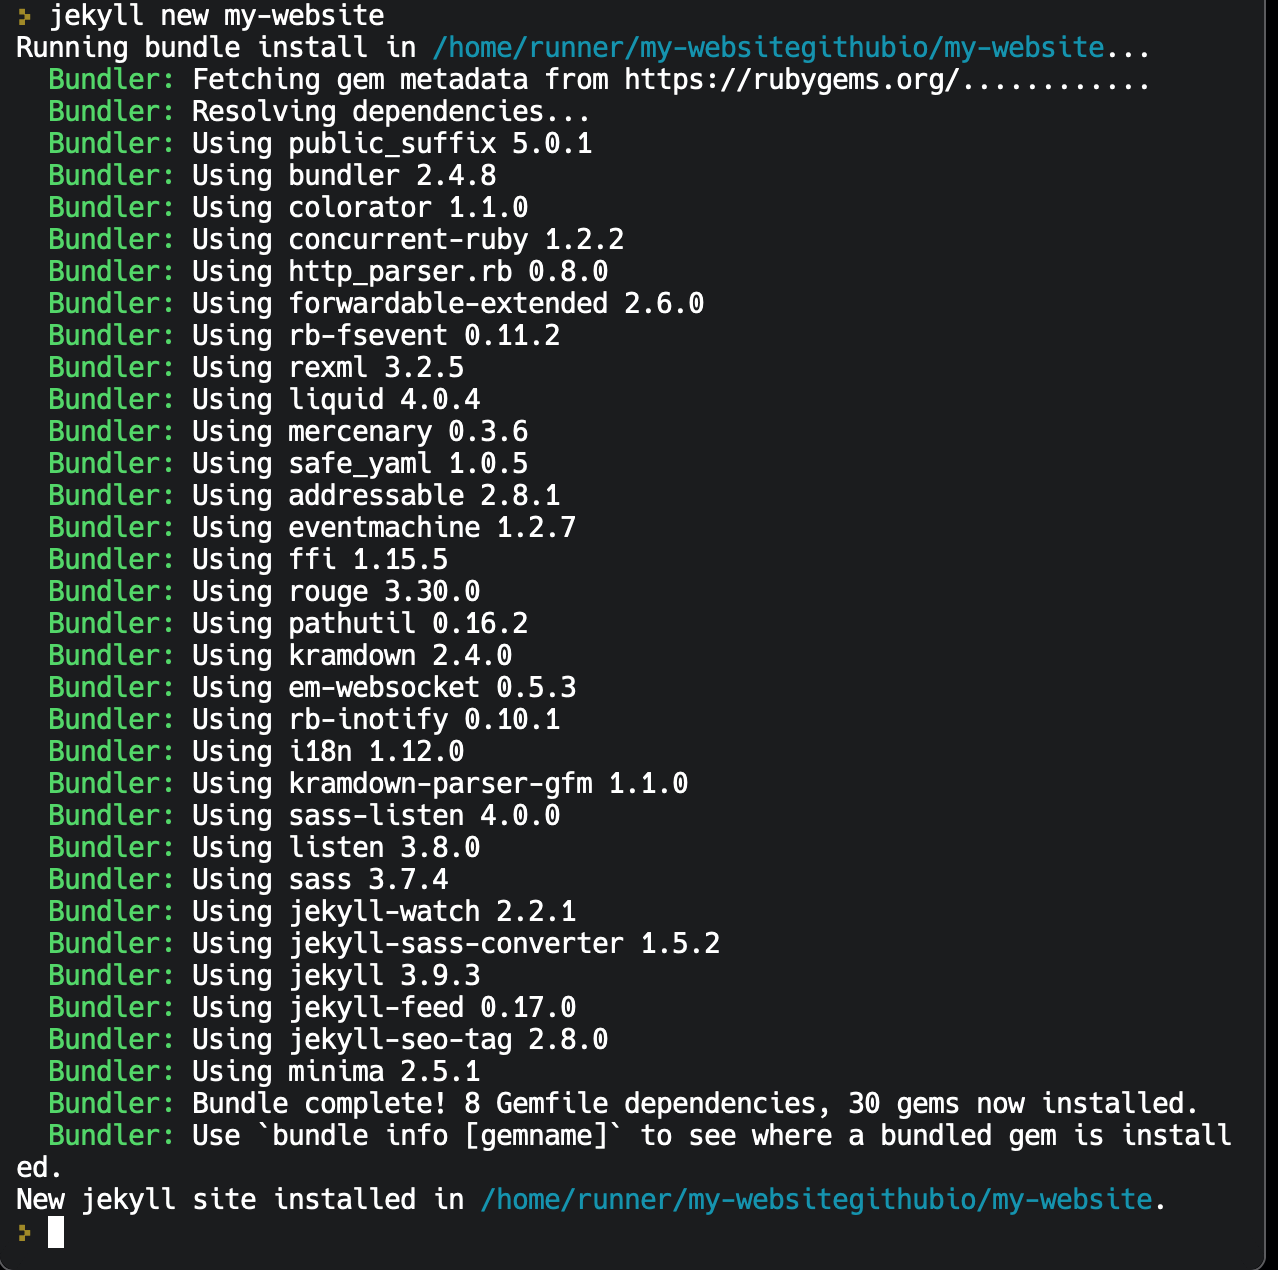 jekyll new my-website
Running bundle install in /home/runner/my-websitegithubio/my-website...
Bundler: Fetching gem metadata from https://rubygems.org/............
Bundler: Resolving dependencies...
Bundler: Using public_suffix 5.0.1
Bundler: Using bundler 2.4.8
Bundler: Using colorator 1.1.0
Bundler: Using concurrent-ruby 1.2.2
Bundler: Using http_parser.rb 0.8.0
Bundler: Using forwardable-extended 2.6.0
Bundler: Using rb-fsevent 0.11.2
Bundler: Using rexml 3.2.5
Bundler: Using liquid 4.0.4
Bundler: Using mercenary 0.3.6
Bundler: Using safe_yaml 1.0.5
Bundler: Using addressable 2.8.1
Bundler: Using eventmachine 1.2.7
Bundler: Using ffi 1.15.5
Bundler: Using rouge 3.30.0
Bundler: Using pathutil 0.16.2
Bundler: Using kramdown 2.4.0
Bundler: Using em-websocket 0.5.3
Bundler: Using rb-inotify 0.10.1
Bundler: Using i18n 1.12.0
Bundler: Using kramdown-parser-gfm 1.1.0
Bundler: Using sass-listen 4.0.0
Bundler: Using listen 3.8.0
Bundler: Using sass 3.7.4
Bundler: Using jekyll-watch 2.2.1
Bundler: Using jekyll-sass-converter 1.5.2
Bundler: Using jekyll 3.9.3
Bundler: Using jekyll-feed 0.17.0
Bundler: Using jekyll-seo-tag 2.8.0
Bundler: Using minima 2.5.1
Bundler: Bundle complete! 8 Gemfile dependencies, 30 gems now installed.
Bundler: Use `bundle info [gemname]` to see where a bundled gem is install
ed.
New jekyll site installed in /home/runner/my-websitegithubio/my-website.